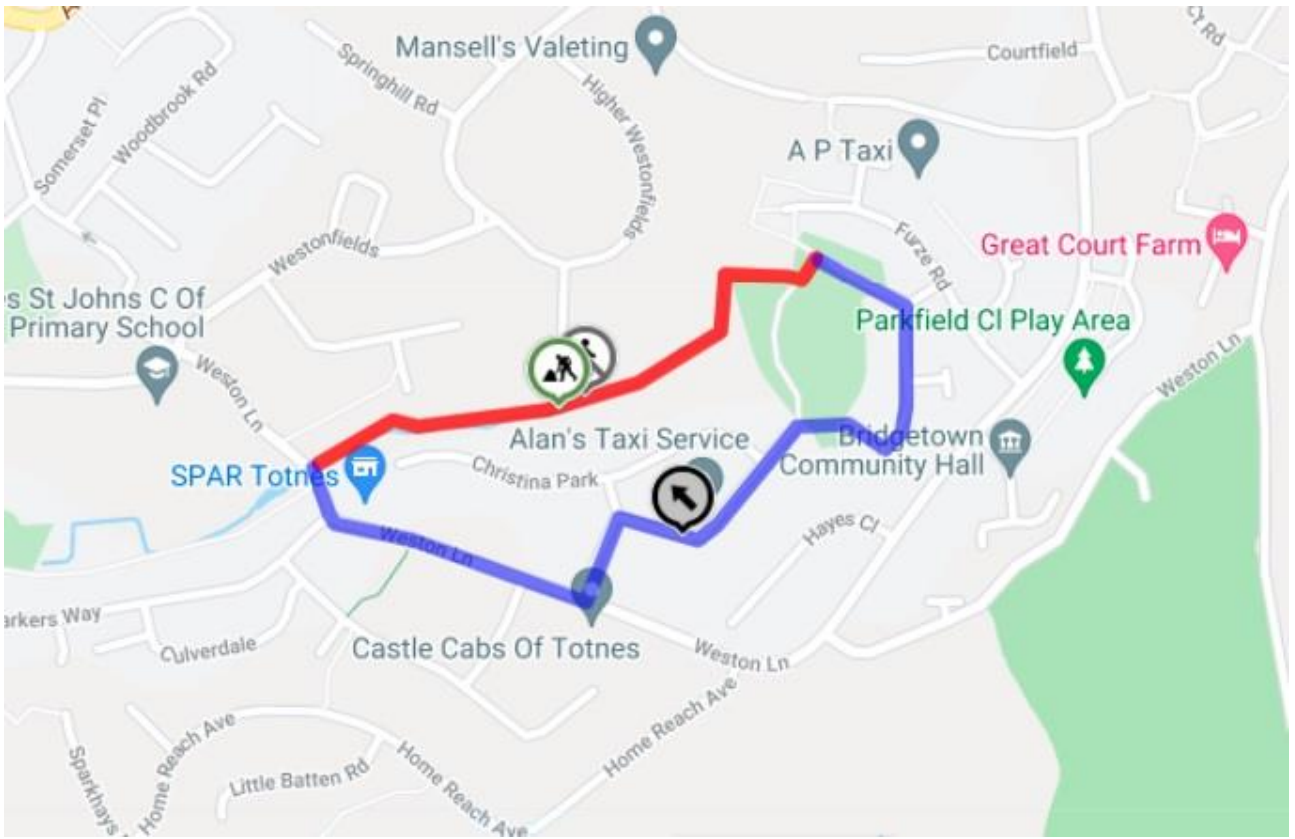 Mansell's Valeting
Courtfield
Springhill Rd
Higher Westonfields
Woodbrook Rd
Somerset Pl
A P Taxi
Furze Rd
Great Court Farm
Westonfields
s St Johns C Of
Primary School
Parkfield Cl Play Area
Weston Ln
Weston Ln
Alan's Taxi Service
Bridgetown
Community Hall
Christina Park
SPAR Totnes
Hayes Cl
Weston Ln
arkers Way
Culverdale
Castle Cabs Of Totnes
Weston Ln
Home Reach Ave
Home Reach Ave
Home Reach Ave
Little Batten Rd